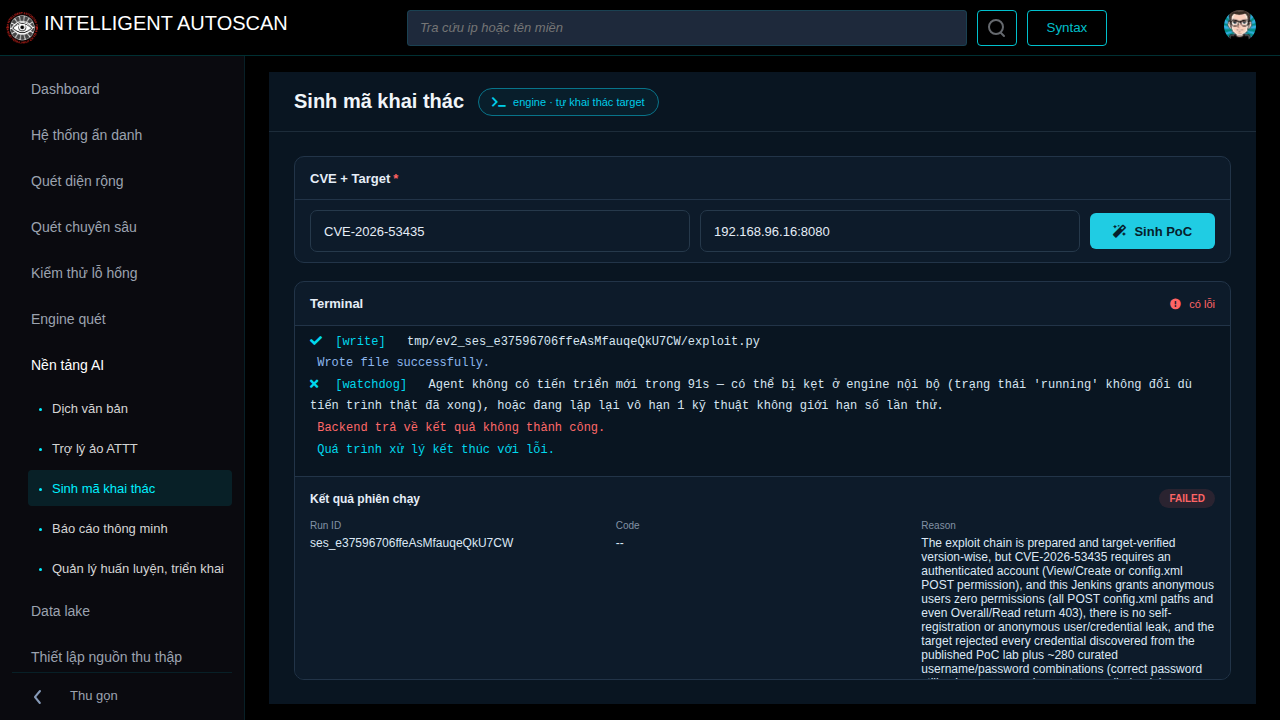 INTELLIGENT AUTOSCAN
Tra cứu ip hoặc tên miền
Syntax
Dashboard
Hệ thống ẩn danh
Quét diện rộng
Quét chuyên sâu
Kiểm thử lỗ hổng
Engine quét
Nền tảng AI
Dịch văn bản
Trợ lý ảo ATTT
Sinh mã khai thác
Báo cáo thông minh
Quản lý huấn luyện, triển khai
Data lake
Thiết lập nguồn thu thập
Thu gọn
Sinh mã khai thác
engine · tự khai thác target
CVE + Target *
CVE-2026-53435
192.168.96.16:8080
Sinh PoC
Terminal
có lỗi
[write] tmp/ev2_ses_e37596706ffeAsMfauqeQkU7CW/exploit.py
Wrote file successfully.
[watchdog] Agent không có tiến triển mới trong 91s — có thể bị kẹt ở engine nội bộ (trạng thái 'running' không đổi dù
tiến trình thật đã xong), hoặc đang lặp lại vô hạn 1 kỹ thuật không giới hạn số lần thử.
Backend trả về kết quả không thành công.
Quá trình xử lý kết thúc với lỗi.
Kết quả phiên chạy
FAILED
Run ID
ses_e37596706ffeAsMfauqeQkU7CW
Code
--
Reason
The exploit chain is prepared and target-verified
version-wise, but CVE-2026-53435 requires an
authenticated account (View/Create or config.xml
POST permission), and this Jenkins grants anonymous
users zero permissions (all POST config.xml paths and
even Overall/Read return 403), there is no self-
registration or anonymous user/credential leak, and the
target rejected every credential discovered from the
published PoC lab plus ~280 curated
username/password combinations (correct password